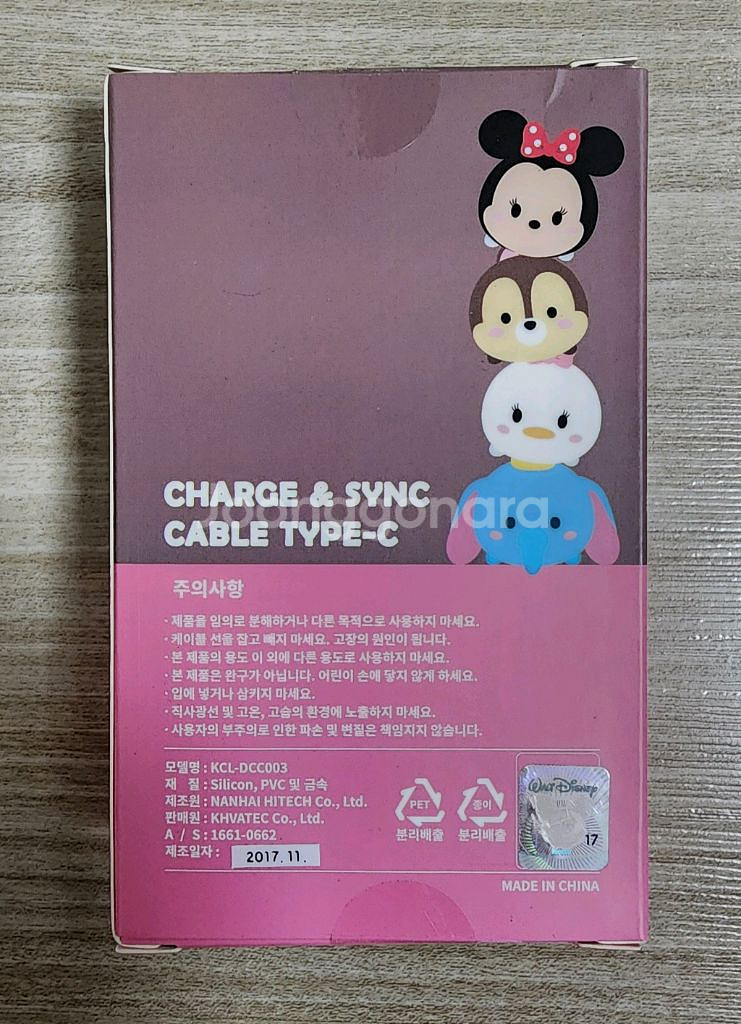 CHARGE & SYNC
Joonggonara
CABLE TYPE-C
주의사항
· 제품을 임의로 분해하거나 다른 목적으로 사용하지 마세요.
· 케이블 선을 잡고 빼지 마세요. 고장의 원인이 됩니다.
· 본 제품의 용도 이 외에 다른 용도로 사용하지 마세요.
· 본 제품은 완구가 아닙니다. 어린이 손에 닿지 않게 하세요.
· 입에 넣거나 삼키지 마세요.
· 직사광선 및 고온, 고습의 환경에 노출하지 마세요.
· 사용자의 부주의로 인한 파손 및 변질은 책임지지 않습니다.
모델명 : KCL-DCC003
재 질 : Silicon, PVC 및 금속
제조원 : NANHAI HITECH Co., Ltd.
판매원 : KHVATEC Co., Ltd.
A / S : 1661-0662
제조일자 : 2017. 11.
PET
분리배출
종이
분리배출
WALT DISNEY
17
MADE IN CHINA